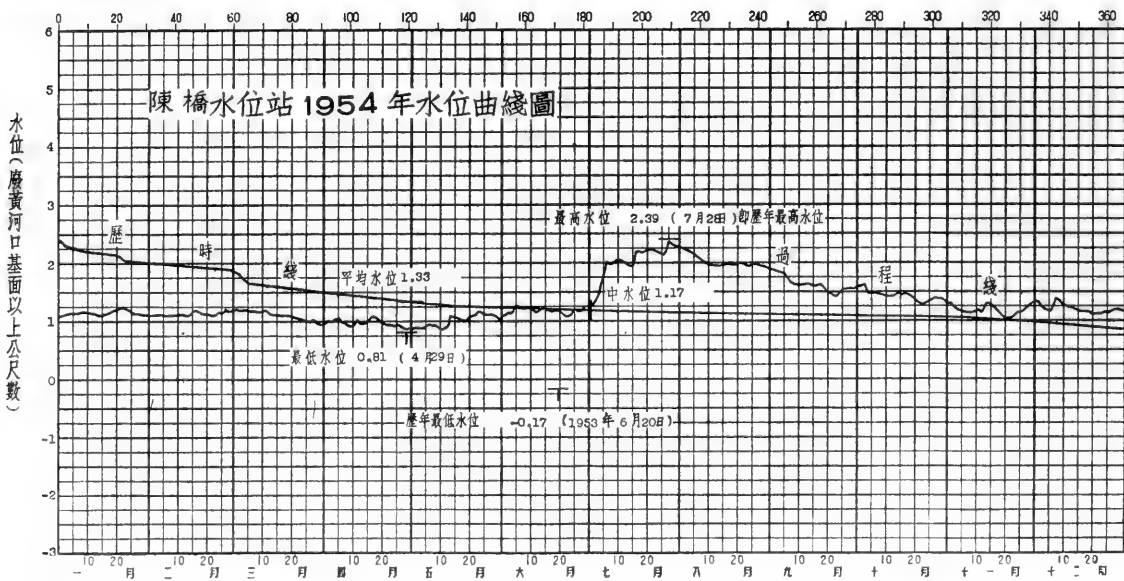 0 20 40 60 80 100 120 140 160 180 200 220 240 260 280 300 320 340 360
6
5
陳橋水位站1954年水位曲綫圖
4
3
最高水位 2.39 (7月28日)即歷年最高水位
歷 時 綫 過 程 綫
2
平均水位1.33
中水位1.17
1
最低水位 0.81 (4月29日)
0
歷年最低水位 -0.17 (1953年6月20日)
-1
-2
-3
水位(廢黃河口基面以上公尺數)
10 20 10 20 10 20 10 20 10 20 10 20 10 20 10 20 10 20 10 20 10 20 10 20
一月 二月 三月 四月 五月 六月 七月 八月 九月 十月 十一月 十二月